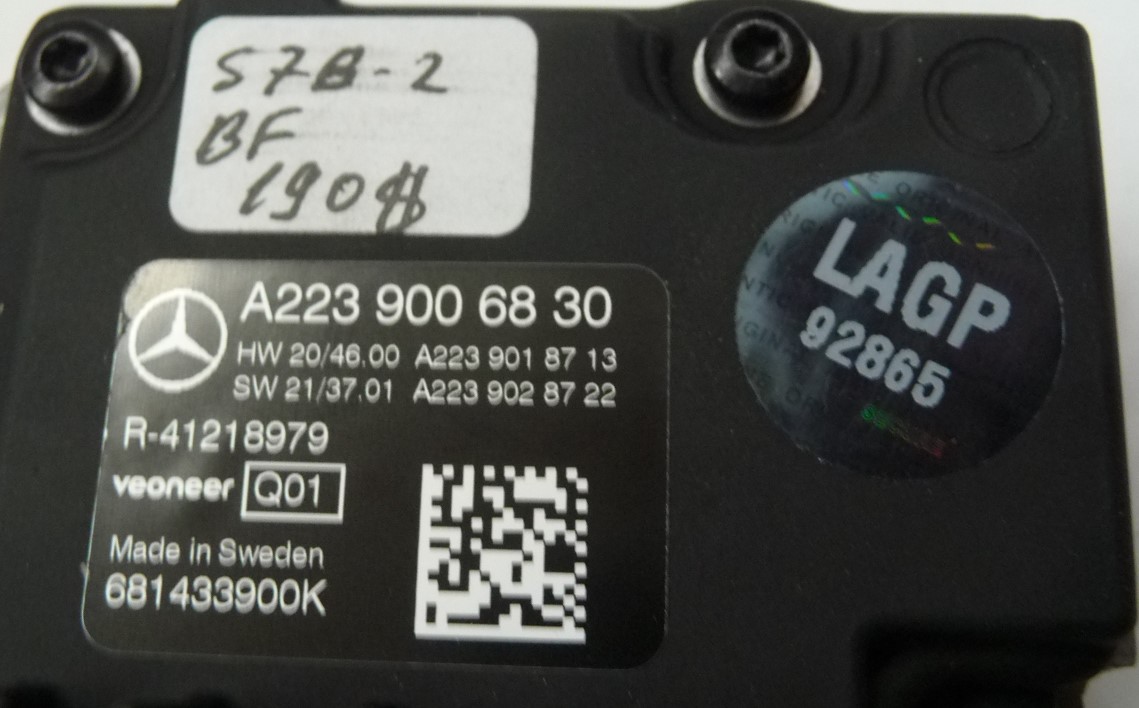 57B-2
BF
190$
A223 900 68 30
HW 20/46.00 A223 901 87 13
SW 21/37.01 A223 902 87 22
R-41218979
veoneer Q01
Made in Sweden
681433900K
LAGP
92865